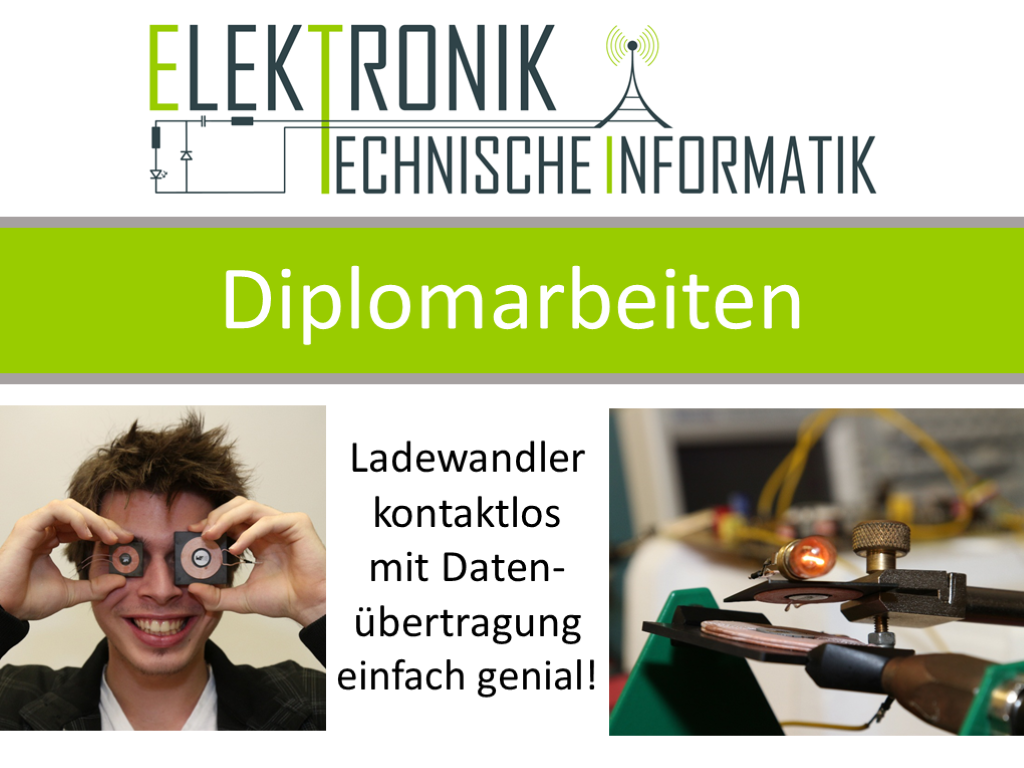 ELEKTRONIK
TECHNISCHE INFORMATIK
Diplomarbeiten
Ladewandler
kontaktlos
mit Daten-
übertragung
einfach genial!